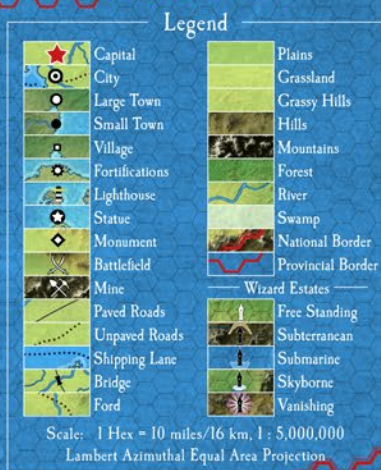 Legend
Capital
City
Large Town
Small Town
Village
Fortifications
Lighthouse
Statue
Monument
Battlefield
Mine
Paved Roads
Unpaved Roads
Shipping Lane
Bridge
Ford
Plains
Grassland
Grassy Hills
Hills
Mountains
Forest
River
Swamp
National Border
Provincial Border
Wizard Estates
Free Standing
Subterranean
Submarine
Skyborne
Vanishing
Scale: 1 Hex = 10 miles/16 km, 1 : 5,000,000
Lambert Azimuthal Equal Area Projection